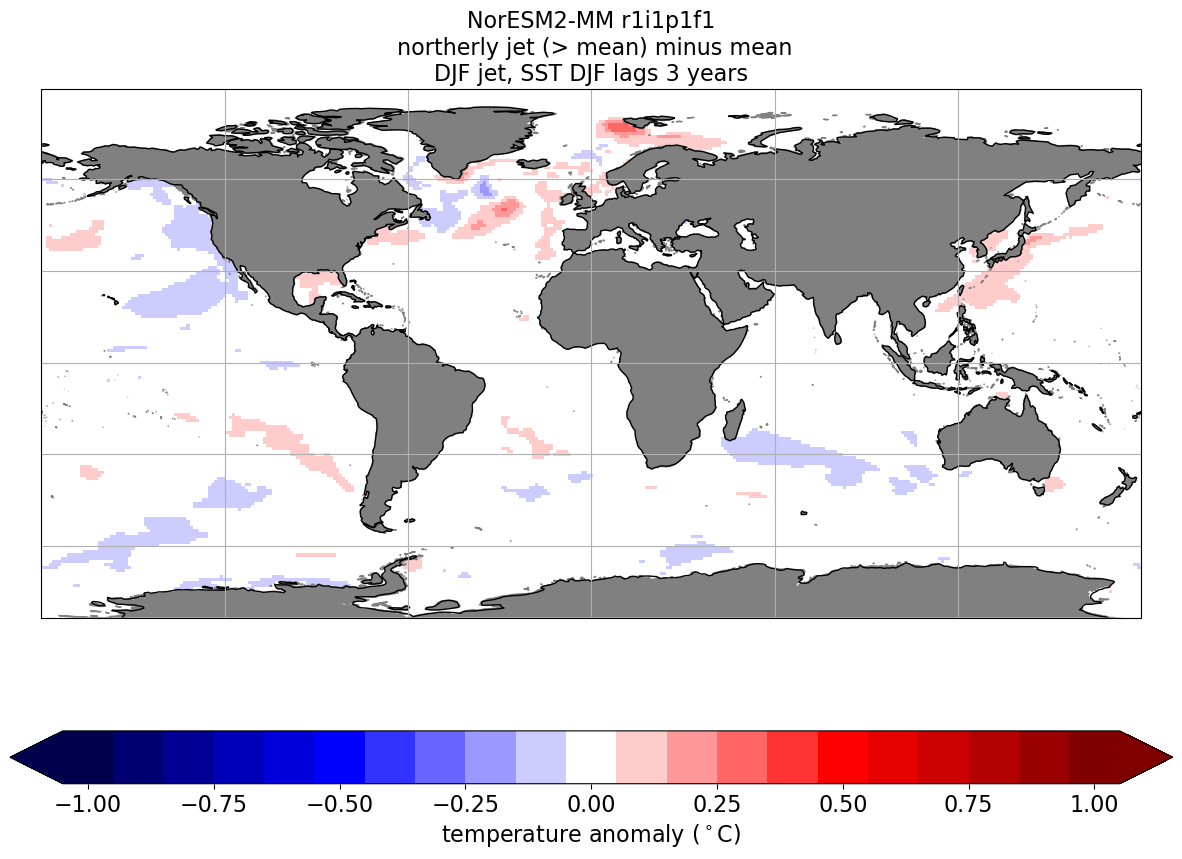 NorESM2-MM r1i1p1f1
northerly jet (> mean) minus mean
DJF jet, SST DJF lags 3 years
−1.00 −0.75 −0.50 −0.25 0.00 0.25 0.50 0.75 1.00
temperature anomaly (°C)